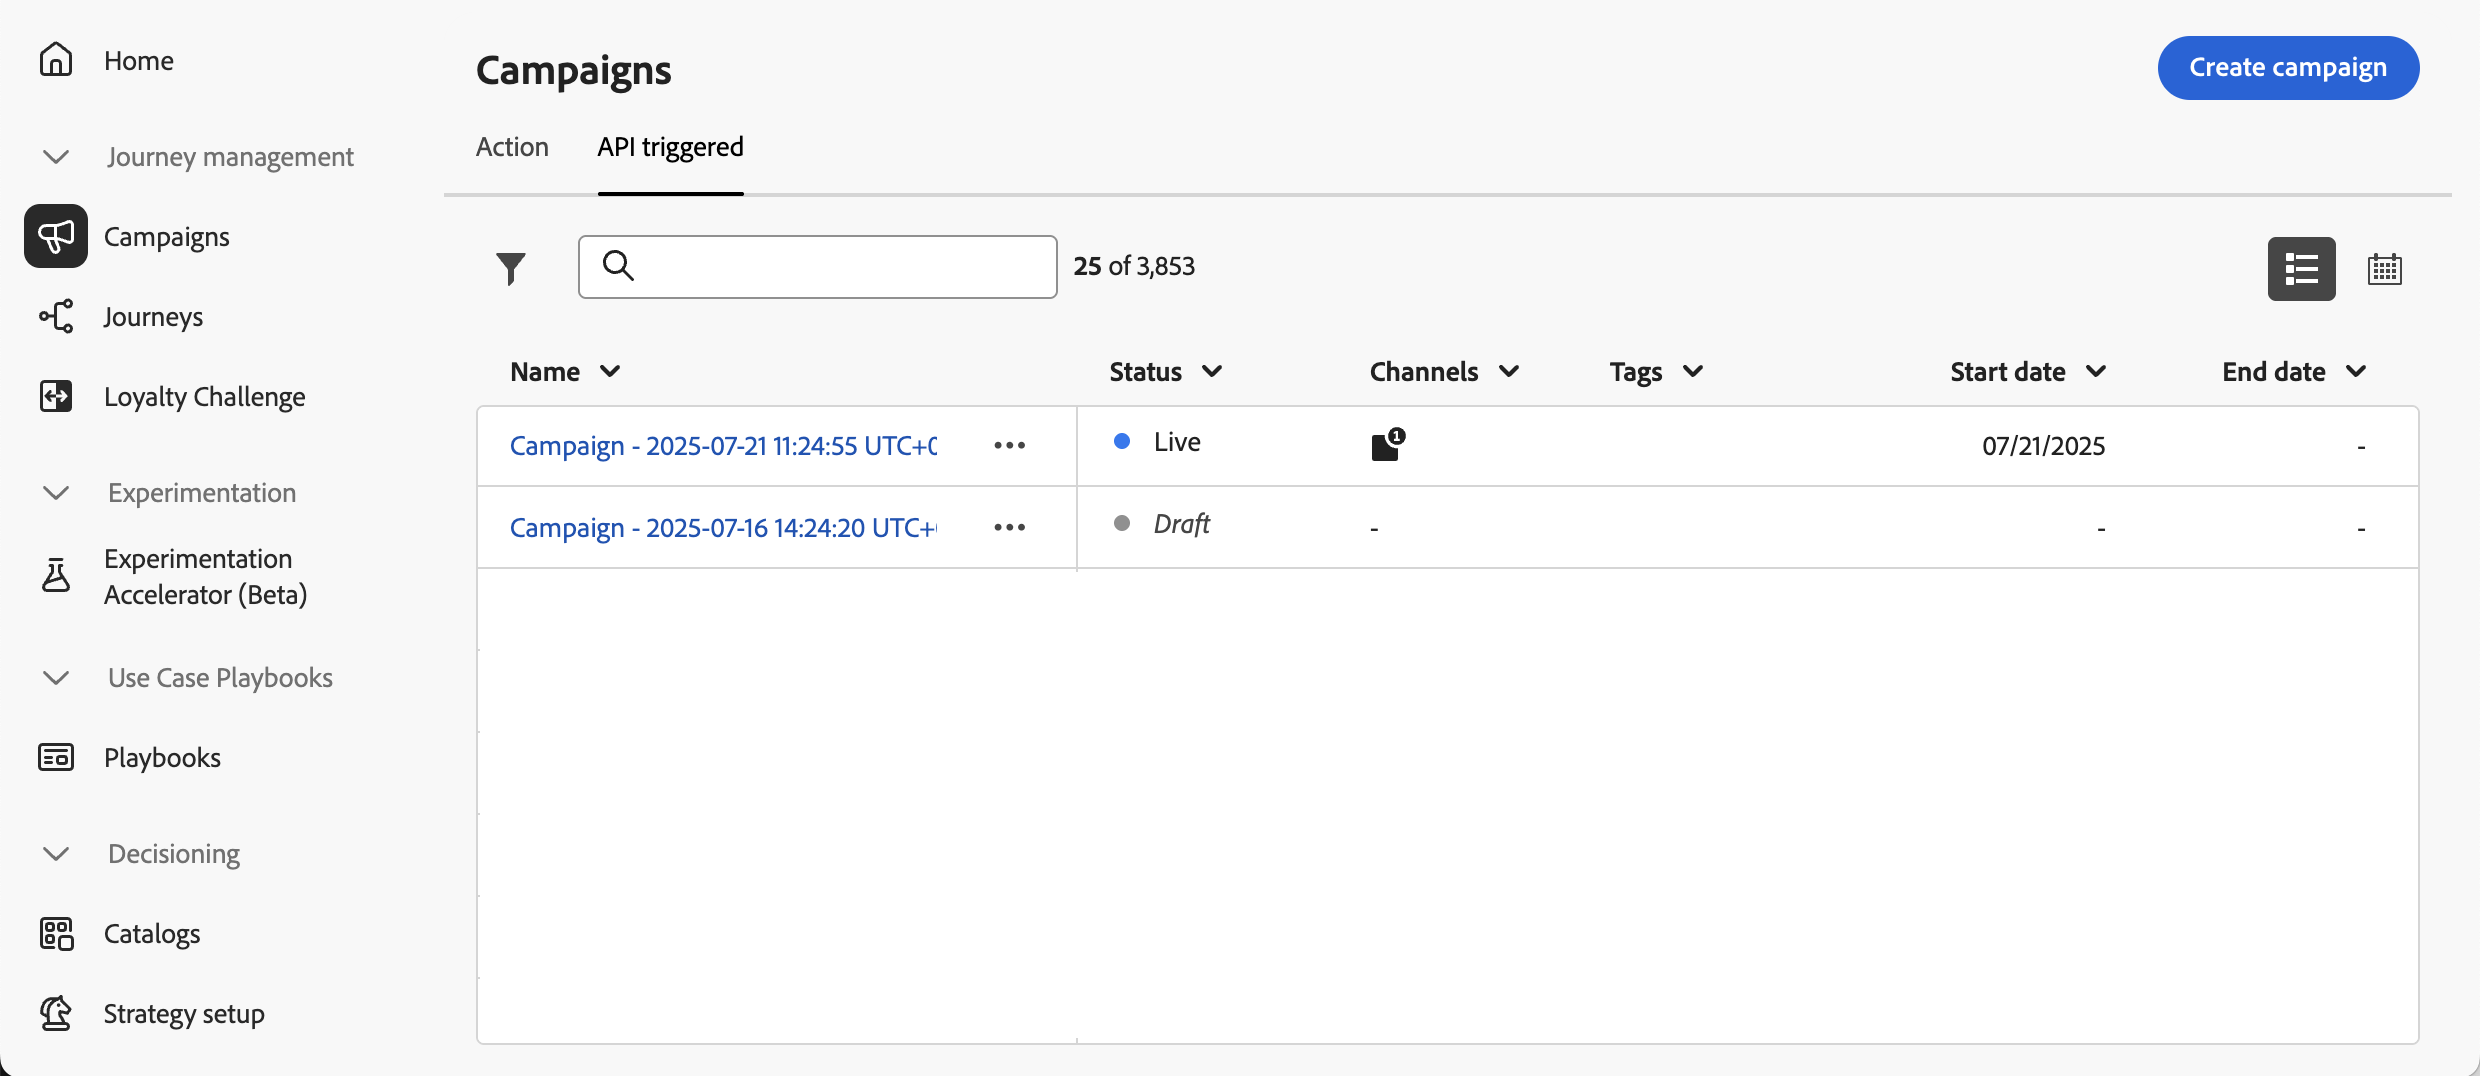 Home
Journey management
Campaigns
Journeys
Loyalty Challenge
Experimentation
Experimentation
Accelerator (Beta)
Use Case Playbooks
Playbooks
Decisioning
Catalogs
Strategy setup
Campaigns
Create campaign
Action API triggered
25 of 3,853
Name Status Channels Tags Start date End date
Campaign - 2025-07-21 11:24:55 UTC+0 ••• Live 1 07/21/2025 -
Campaign - 2025-07-16 14:24:20 UTC+ ••• Draft - - -